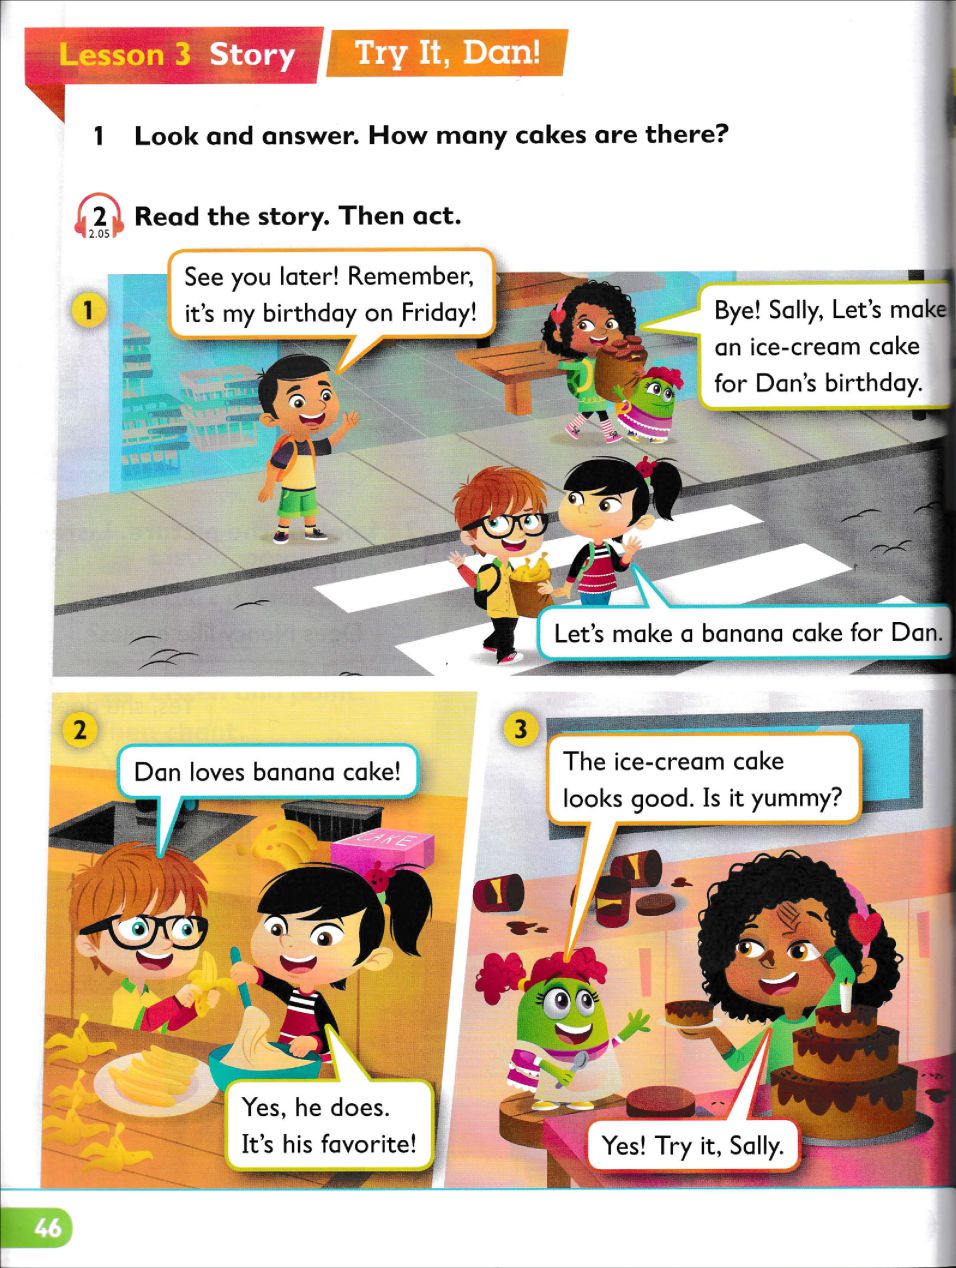 Lesson 3 Story
Try It, Dan!
1 Look and answer. How many cakes are there?
2 Read the story. Then act.
2.05
1
See you later! Remember,
it's my birthday on Friday!
Bye! Sally, Let's make
an ice-cream cake
for Dan's birthday.
Let's make a banana cake for Dan.
2
Dan loves banana cake!
CAKE
Yes, he does.
It's his favorite!
3
The ice-cream cake
looks good. Is it yummy?
Yes! Try it, Sally.
46